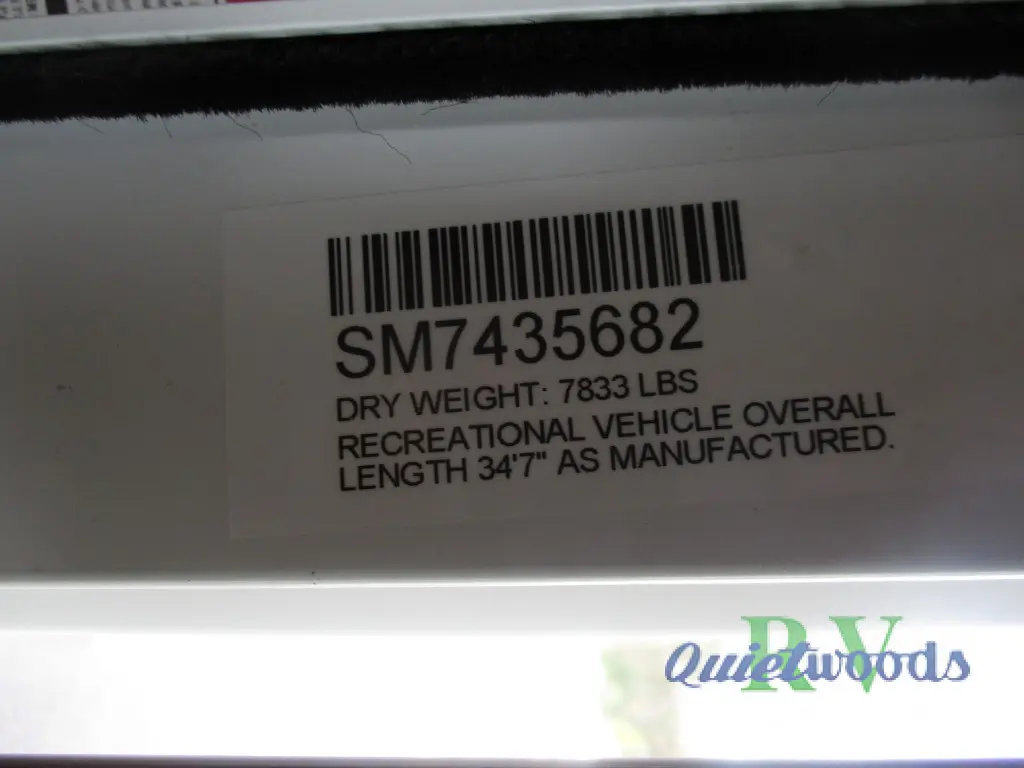 SM7435682
DRY WEIGHT: 7833 LBS
RECREATIONAL VEHICLE OVERALL
LENGTH 34'7" AS MANUFACTURED.
RV
Quietwoods